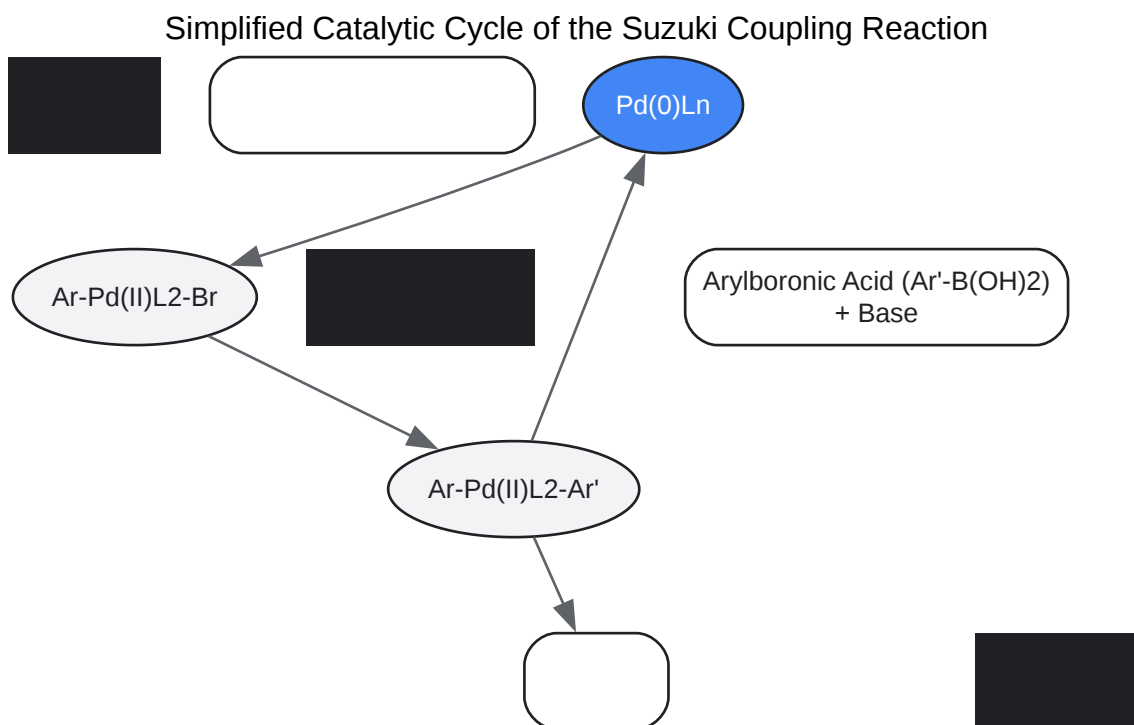 Simplified Catalytic Cycle of the Suzuki Coupling Reaction
Pd(0)Ln
Ar-Pd(II)L2-Br
Arylboronic Acid (Ar'-B(OH)2)
+ Base
Ar-Pd(II)L2-Ar'